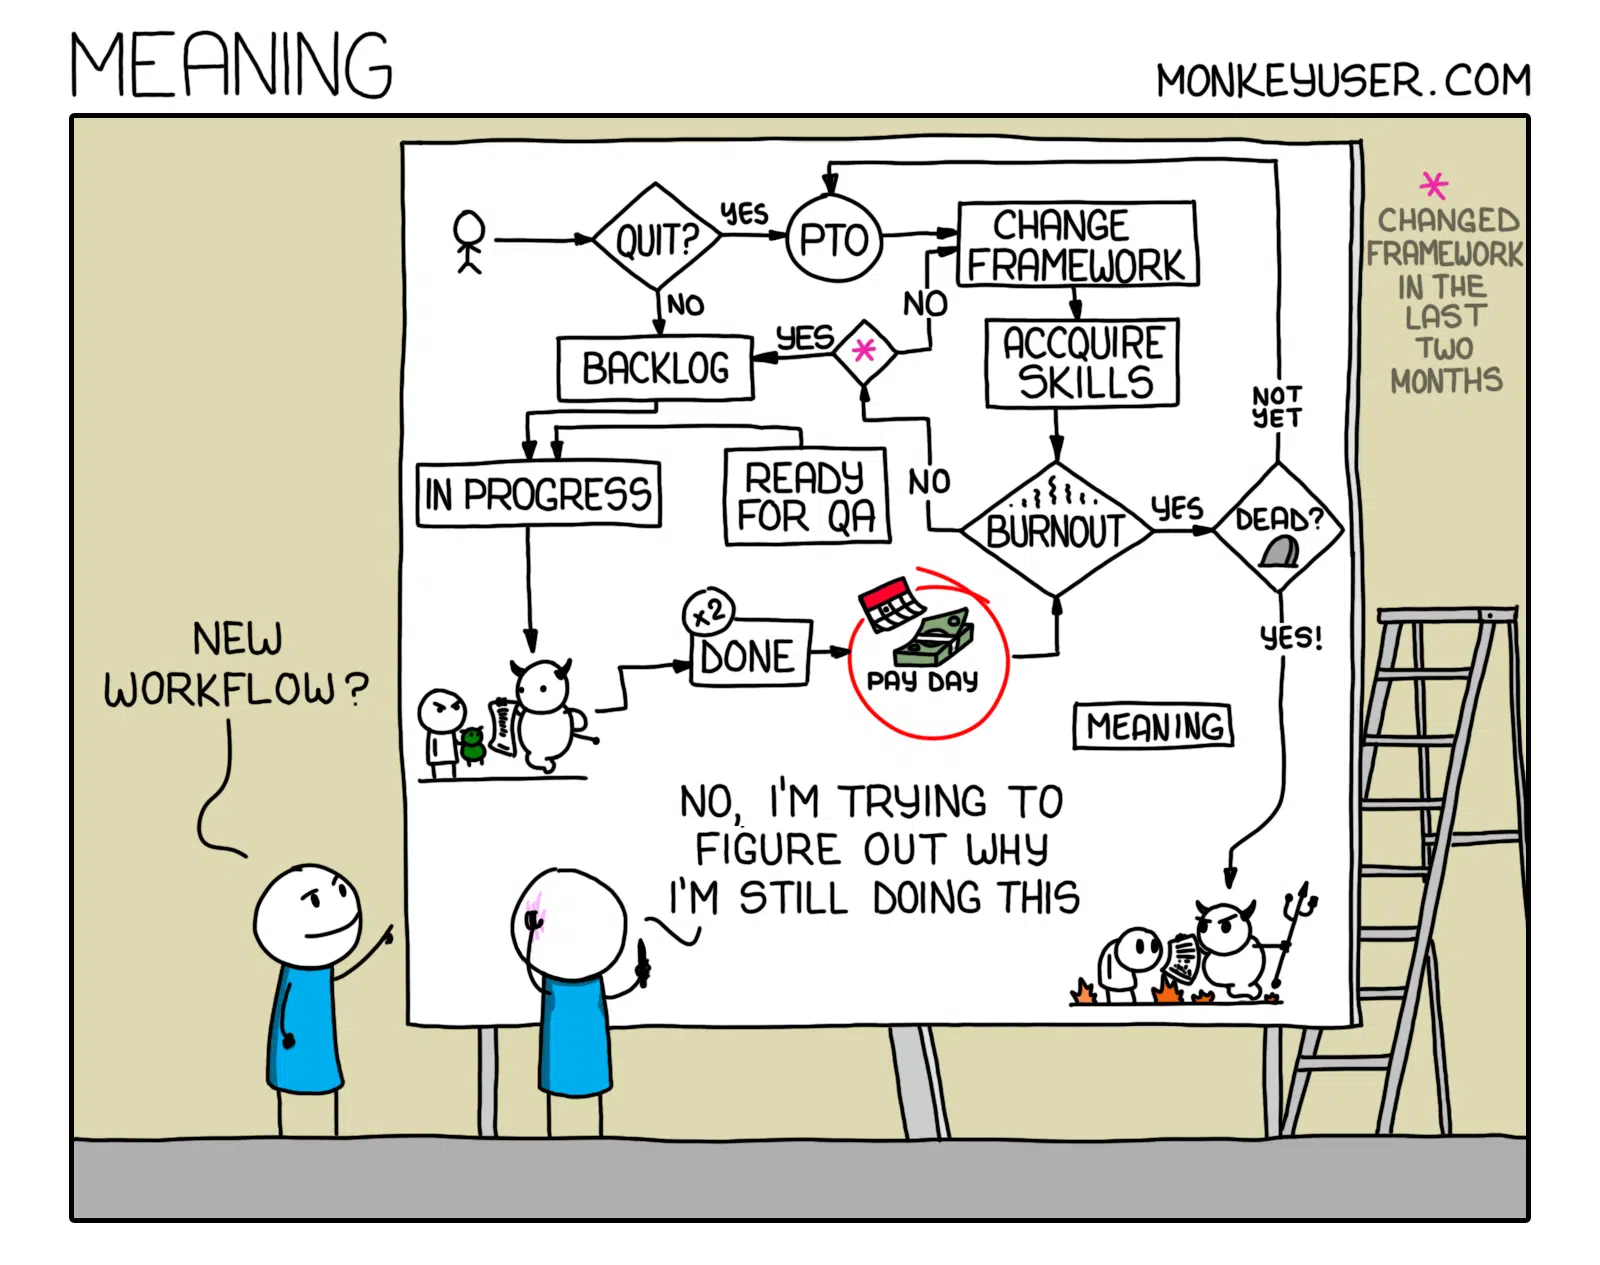 MEANING
MONKEYUSER.COM
QUIT?
YES
PTO
CHANGE
FRAMEWORK
*
CHANGED
FRAMEWORK
IN THE
LAST
TWO
MONTHS
NO
NO
BACKLOG
YES
*
ACCQUIRE
SKILLS
NOT
YET
IN PROGRESS
READY
FOR QA
NO
BURNOUT
YES
DEAD?
x2
DONE
PAY DAY
YES!
NEW
WORKFLOW?
MEANING
NO, I'M TRYING TO
FIGURE OUT WHY
I'M STILL DOING THIS